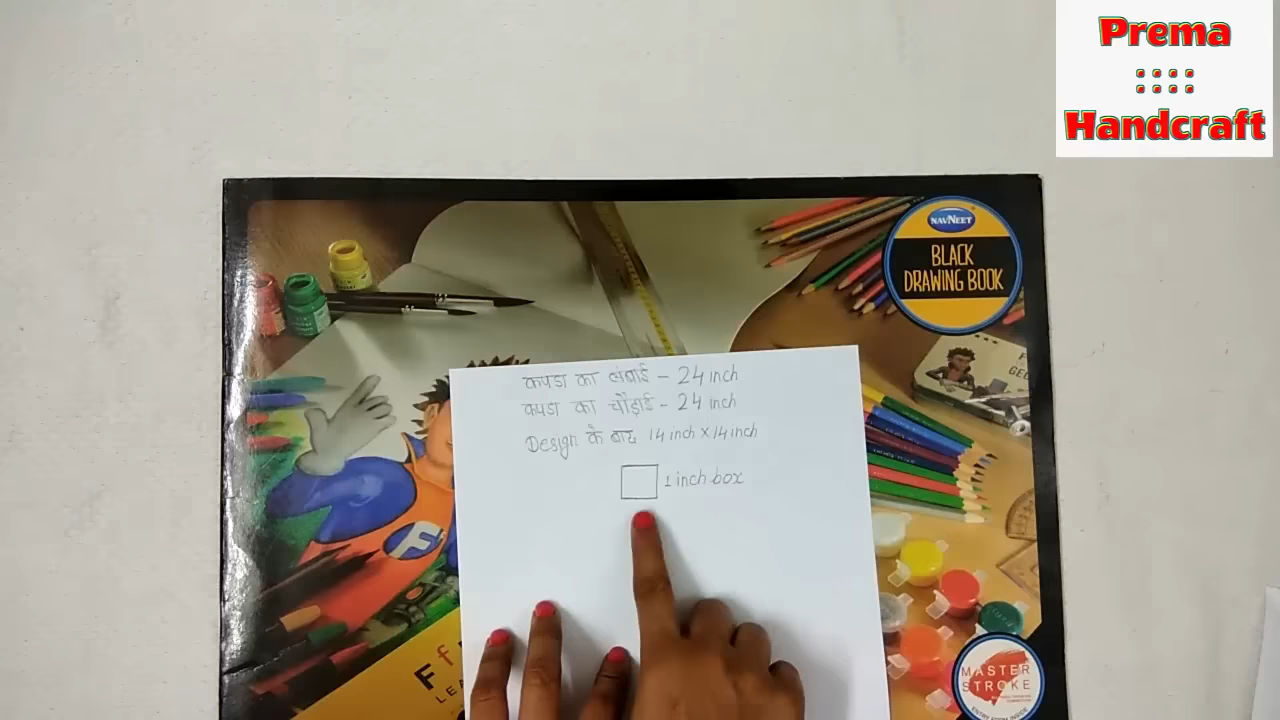 Prema
Handcraft
NAVNEET
BLACK
DRAWING BOOK
कपडा का लंबाई - 24 inch
कपडा का चौंड़ाई - 24 inch
Design के बाद 14 inch x 14 inch
1 inch box
MASTER
STROKE